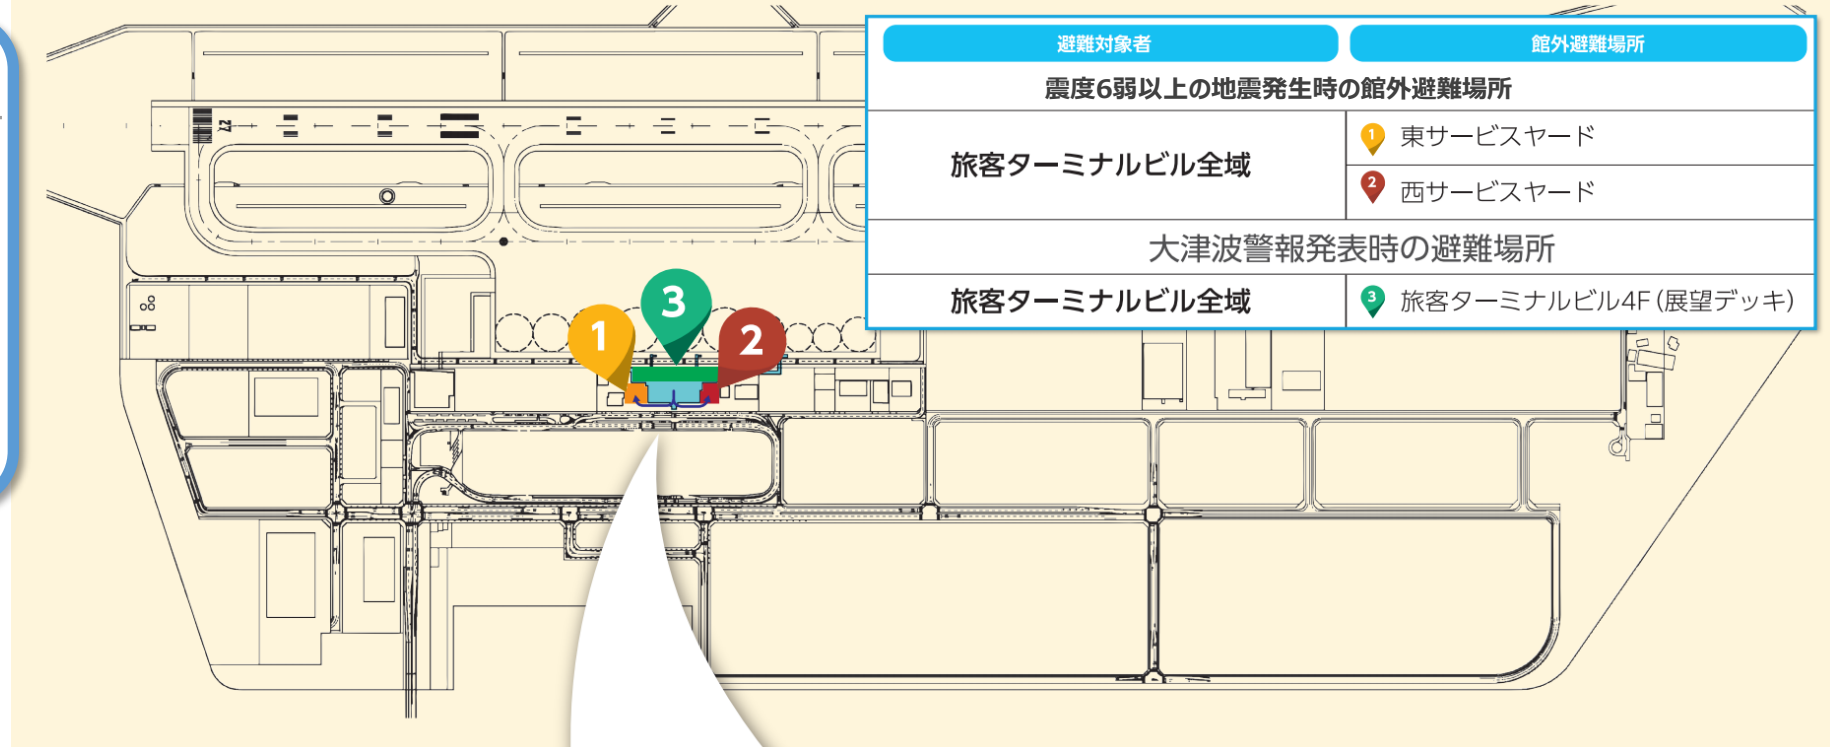 避難対象者
館外避難場所
震度6弱以上の地震発生時の館外避難場所
旅客ターミナルビル全域
1 東サービスヤード
2 西サービスヤード
大津波警報発表時の避難場所
旅客ターミナルビル全域
3 旅客ターミナルビル4F(展望デッキ)
27
3
1
2